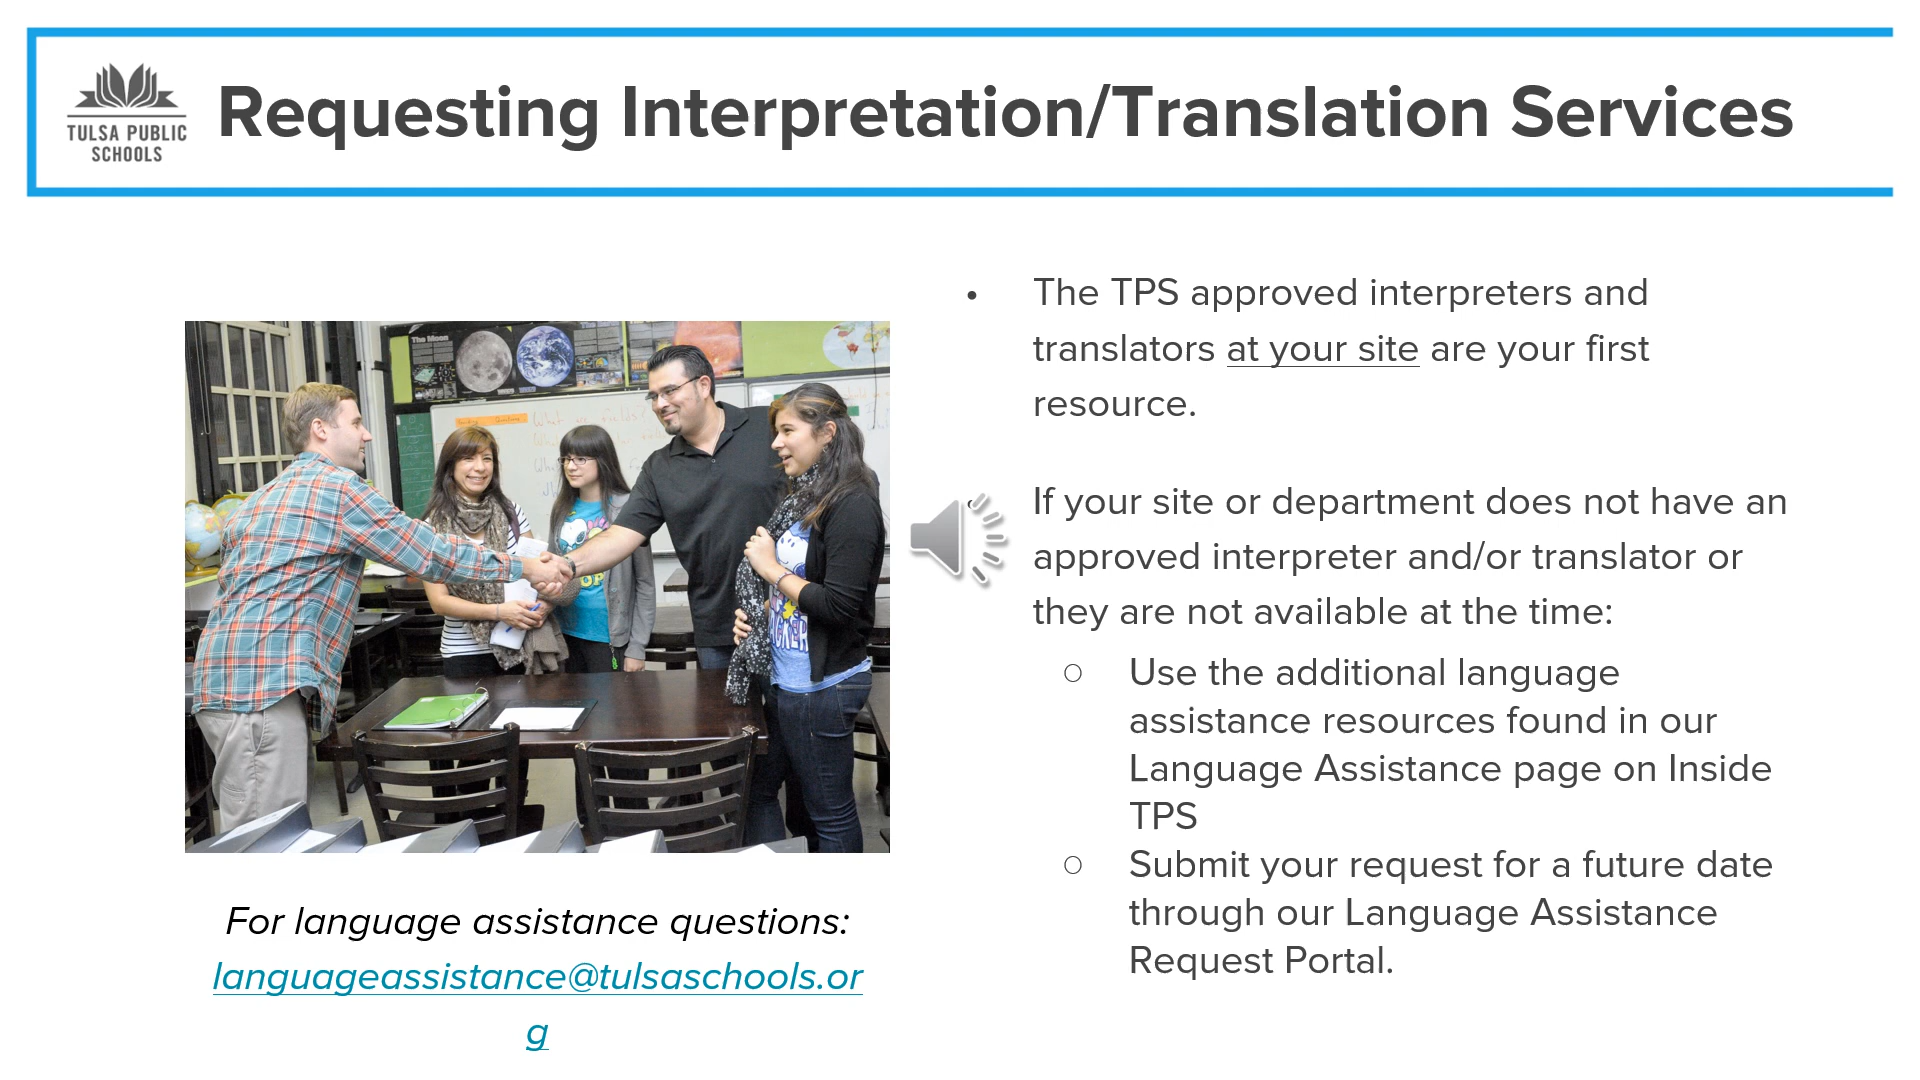 TULSA PUBLIC
SCHOOLS
Requesting Interpretation/Translation Services
The Moon
• The TPS approved interpreters and
translators at your site are your first
resource.
If your site or department does not have an
approved interpreter and/or translator or
they are not available at the time:
○ Use the additional language
assistance resources found in our
Language Assistance page on Inside
TPS
○ Submit your request for a future date
through our Language Assistance
Request Portal.
For language assistance questions:
languageassistance@tulsaschools.or
g